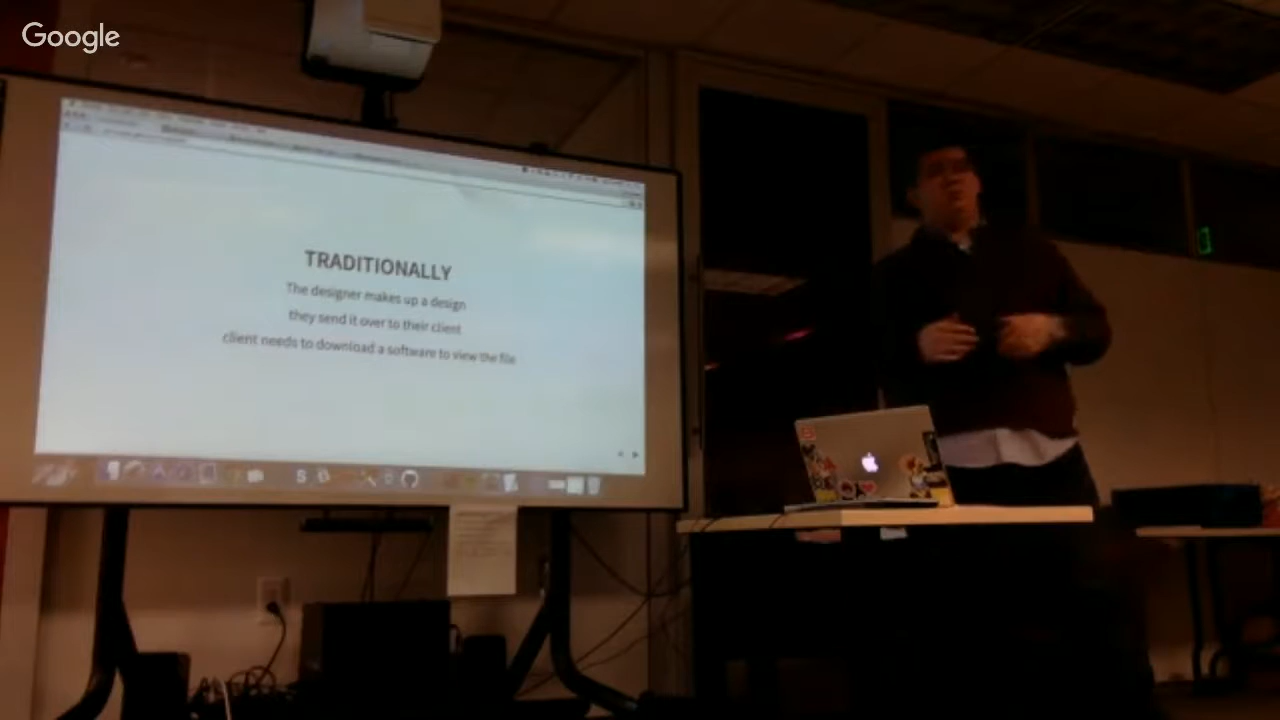 Google
TRADITIONALLY
The designer makes up a design
they send it over to their client
client needs to download a software to view the file